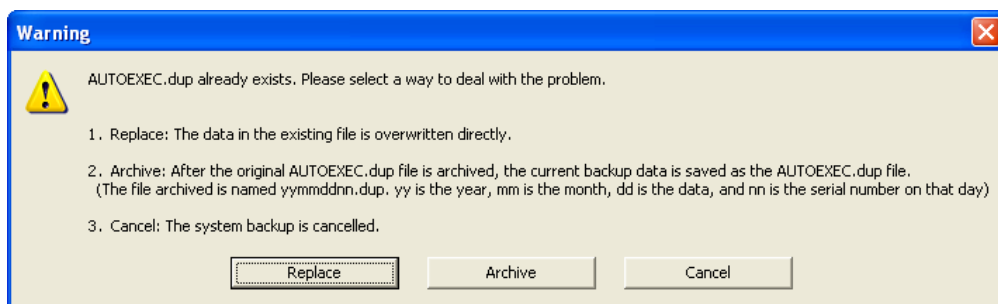 Warning
AUTOEXEC.dup already exists. Please select a way to deal with the problem.
1. Replace: The data in the existing file is overwritten directly.
2. Archive: After the original AUTOEXEC.dup file is archived, the current backup data is saved as the AUTOEXEC.dup file.
(The file archived is named yymmddnn.dup. yy is the year, mm is the month, dd is the data, and nn is the serial number on that day)
3. Cancel: The system backup is cancelled.
Replace Archive Cancel